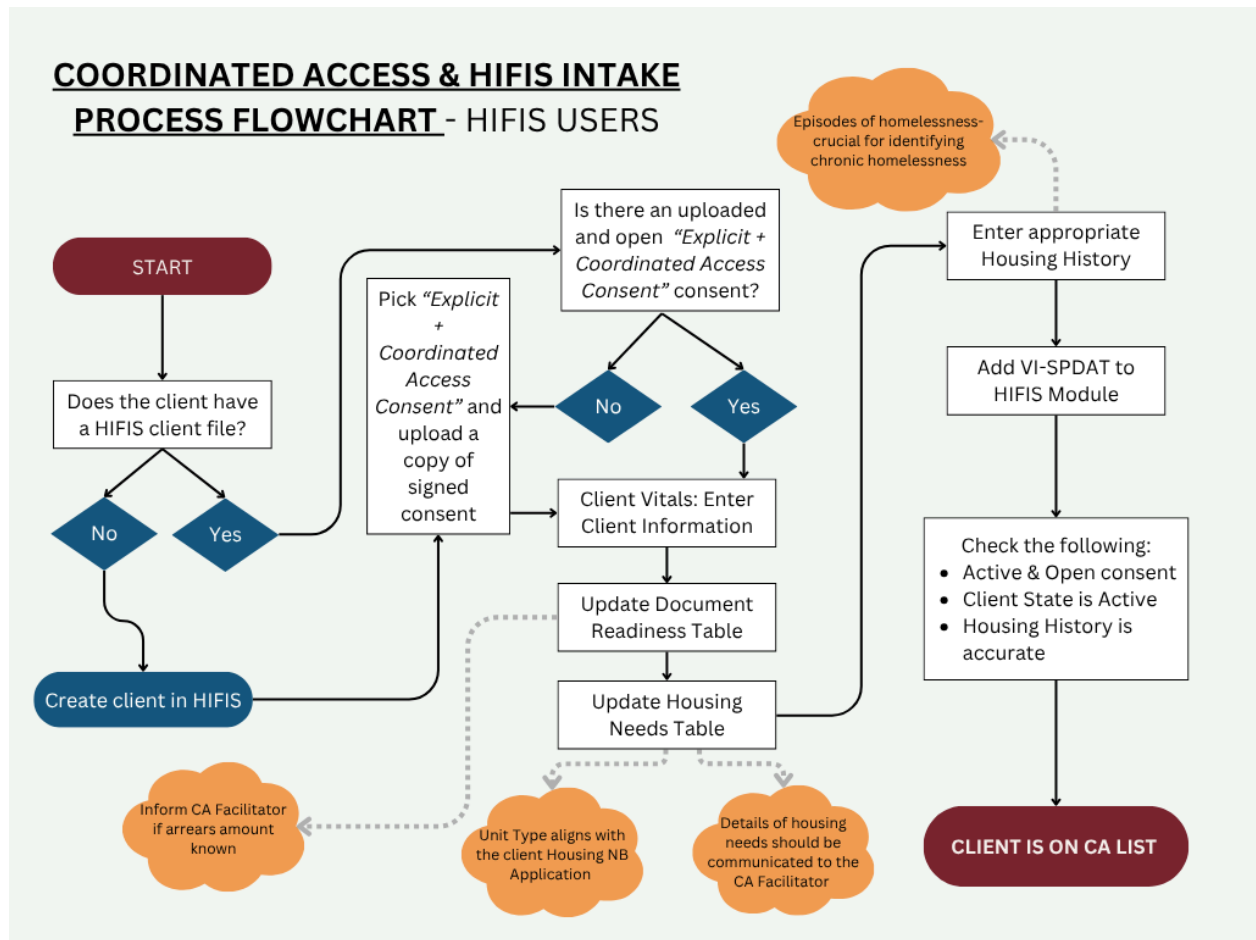 COORDINATED ACCESS & HIFIS INTAKE
PROCESS FLOWCHART - HIFIS USERS
START
Does the client have
a HIFIS client file?
No
Yes
Create client in HIFIS
Pick “Explicit
+
Coordinated
Access
Consent” and
upload a
copy of
signed
consent
Is there an uploaded
and open “Explicit +
Coordinated Access
Consent” consent?
No
Yes
Client Vitals: Enter
Client Information
Update Document
Readiness Table
Update Housing
Needs Table
Inform CA Facilitator
if arrears amount
known
Unit Type aligns with
the client Housing NB
Application
Details of housing
needs should be
communicated to the
CA Facilitator
Episodes of homelessness-
crucial for identifying
chronic homelessness
Enter appropriate
Housing History
Add VI-SPDAT to
HIFIS Module
Check the following:
• Active & Open consent
• Client State is Active
• Housing History is
accurate
CLIENT IS ON CA LIST